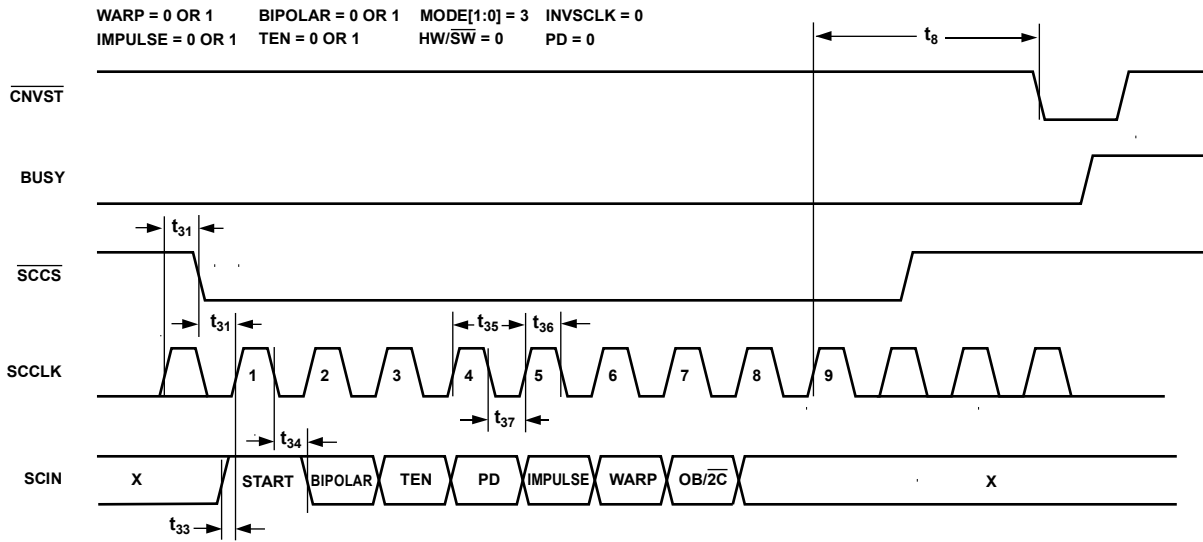 WARP = 0 OR 1 BIPOLAR = 0 OR 1 MODE[1:0] = 3 INVSCLK = 0
IMPULSE = 0 OR 1 TEN = 0 OR 1 HW/SW = 0 PD = 0
t8
CNVST
BUSY
t31
SCCS
t31 t35 t36
SCCLK 1 2 3 4 5 6 7 8 9
t37
t34
SCIN X START BIPOLAR TEN PD IMPULSE WARP OB/2C X
t33